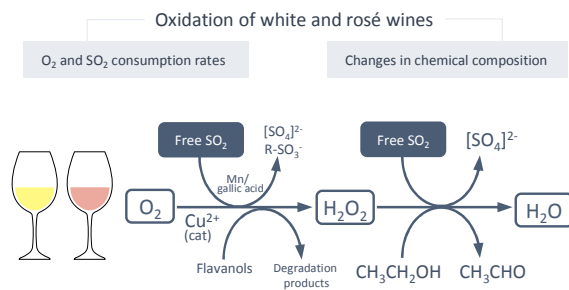 Oxidation of white and rosé wines
O₂ and SO₂ consumption rates
Changes in chemical composition
Free SO₂
[SO₄]²⁻
R-SO₃⁻
Free SO₂
[SO₄]²⁻
Mn/
gallic acid
O₂
H₂O₂
H₂O
Cu²⁺
(cat)
Flavanols
Degradation
products
CH₃CH₂OH
CH₃CHO